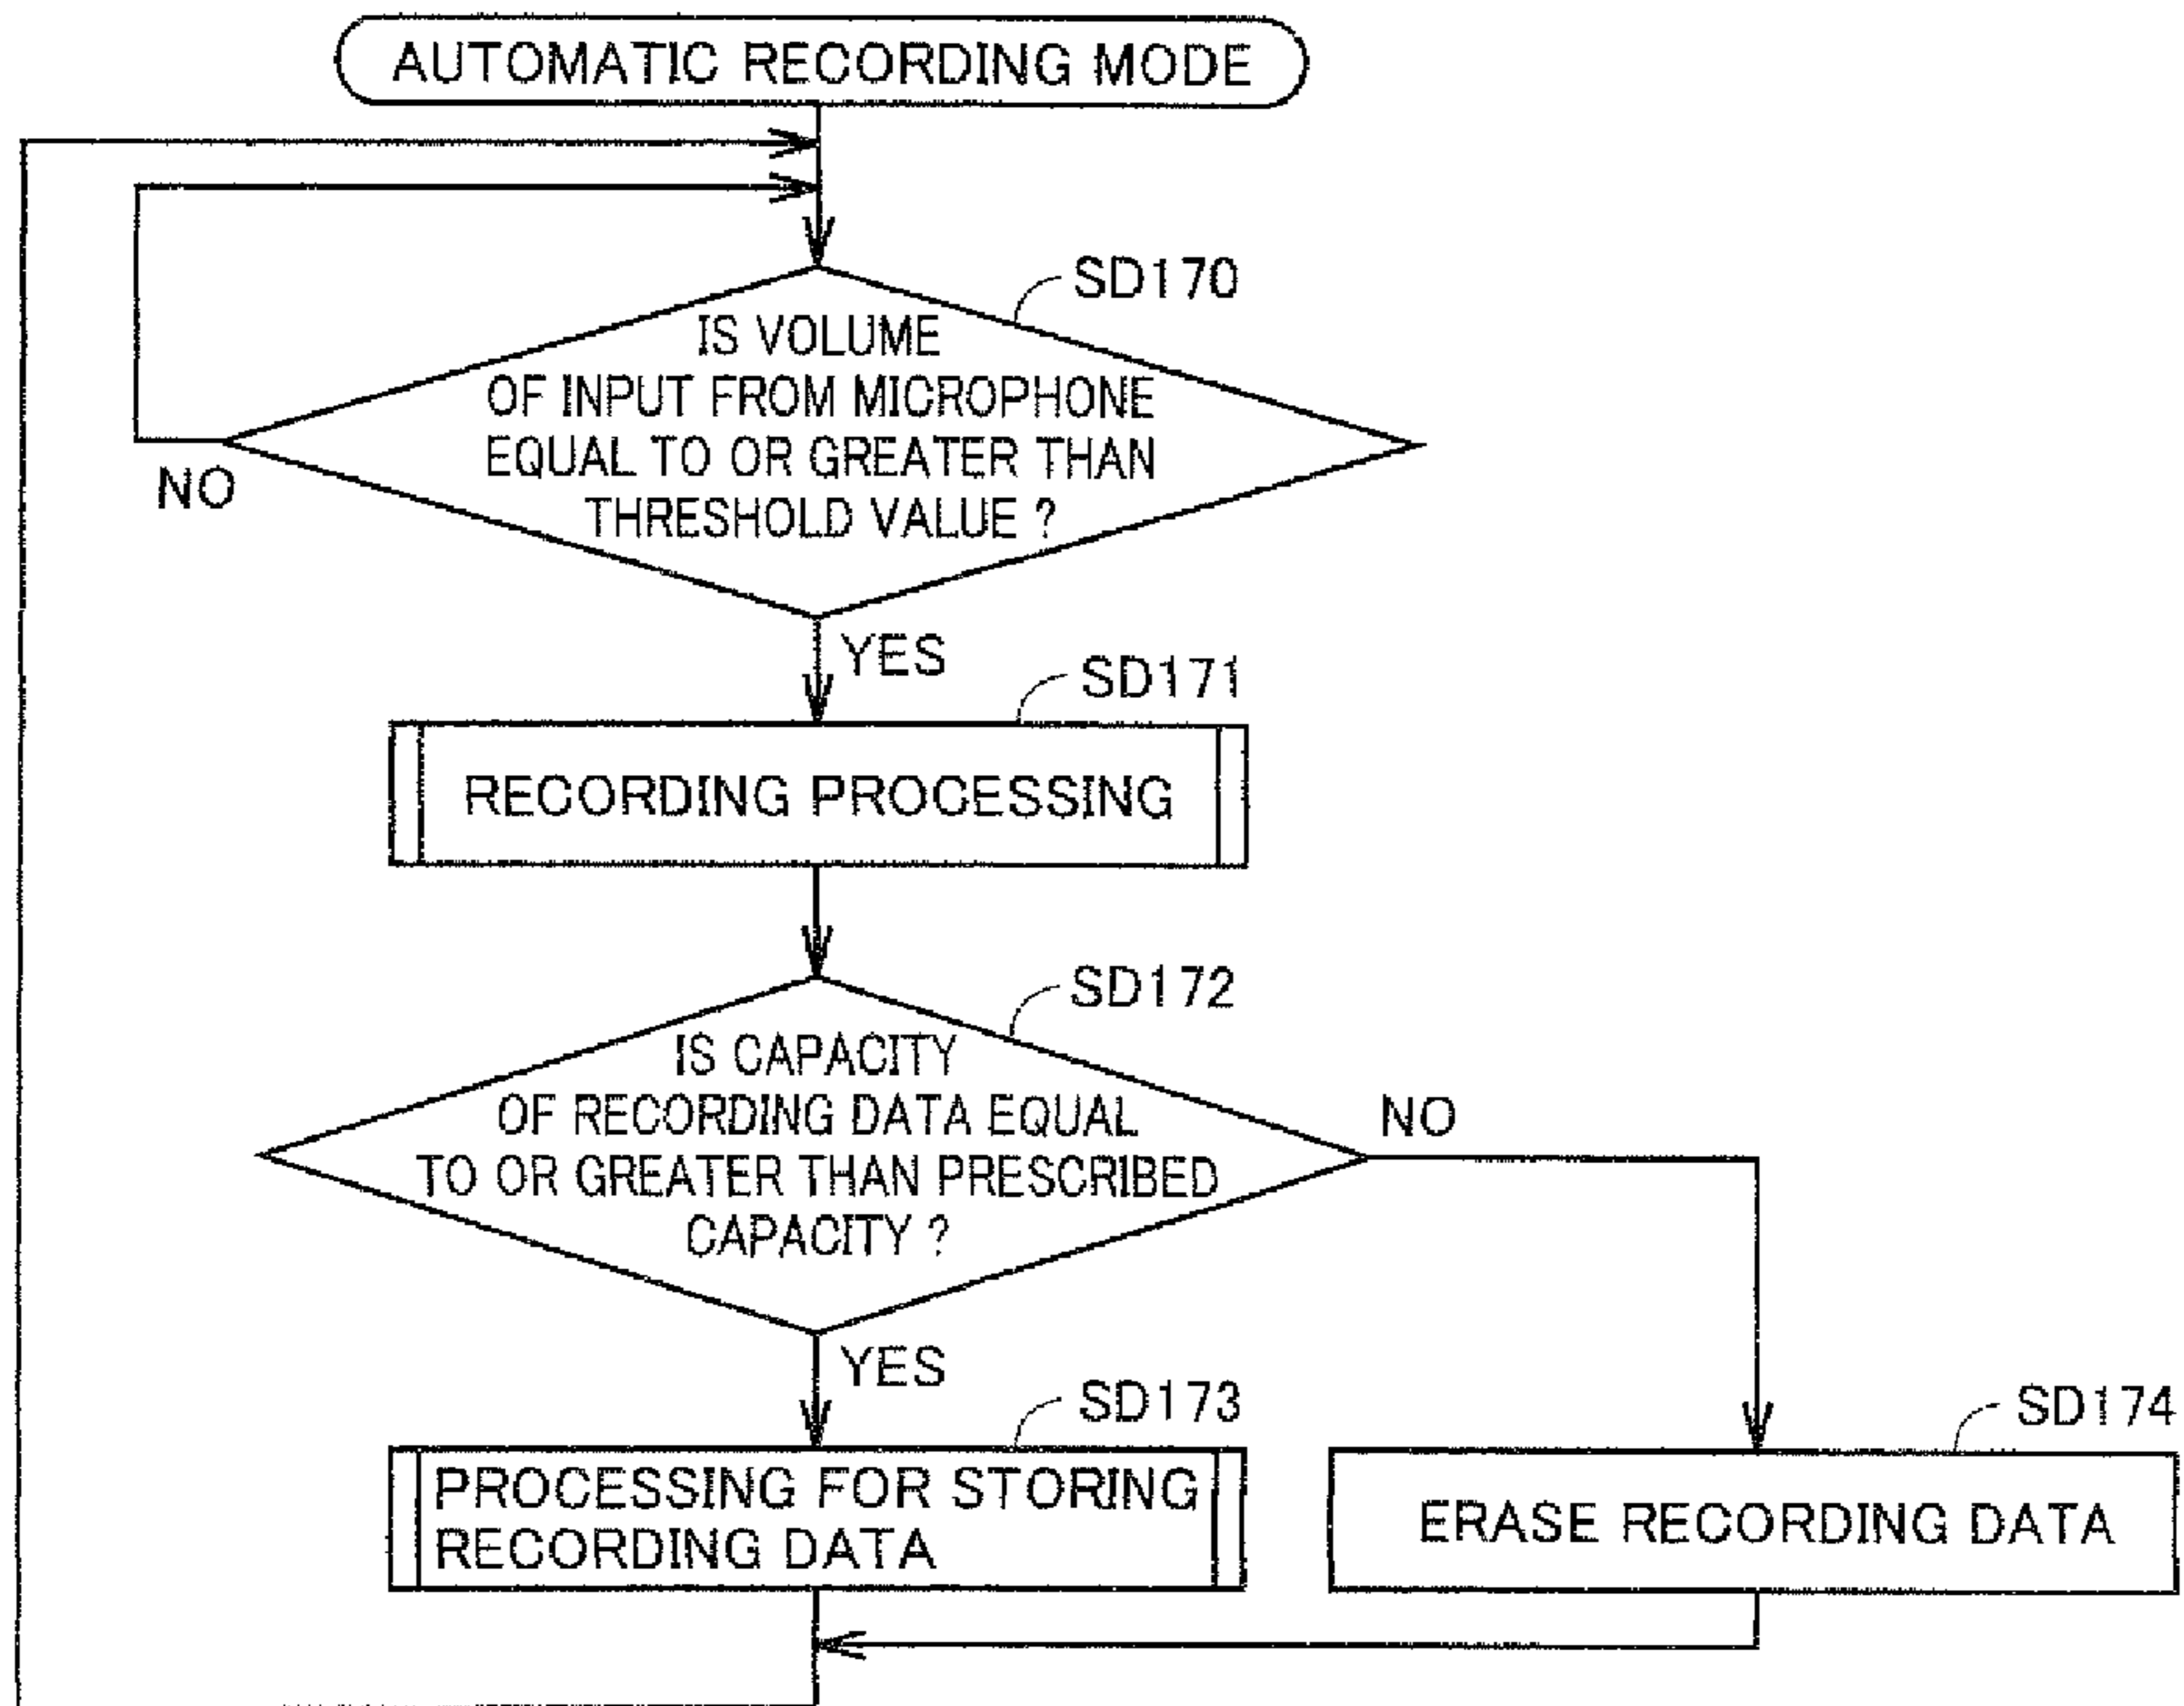 AUTOMATIC RECORDING MODE
SD170
IS VOLUME
OF INPUT FROM MICROPHONE
EQUAL TO OR GREATER THAN
THRESHOLD VALUE ?
NO
YES
SD171
RECORDING PROCESSING
SD172
IS CAPACITY
OF RECORDING DATA EQUAL
TO OR GREATER THAN PRESCRIBED
CAPACITY ?
NO
YES
SD173
PROCESSING FOR STORING
RECORDING DATA
SD174
ERASE RECORDING DATA